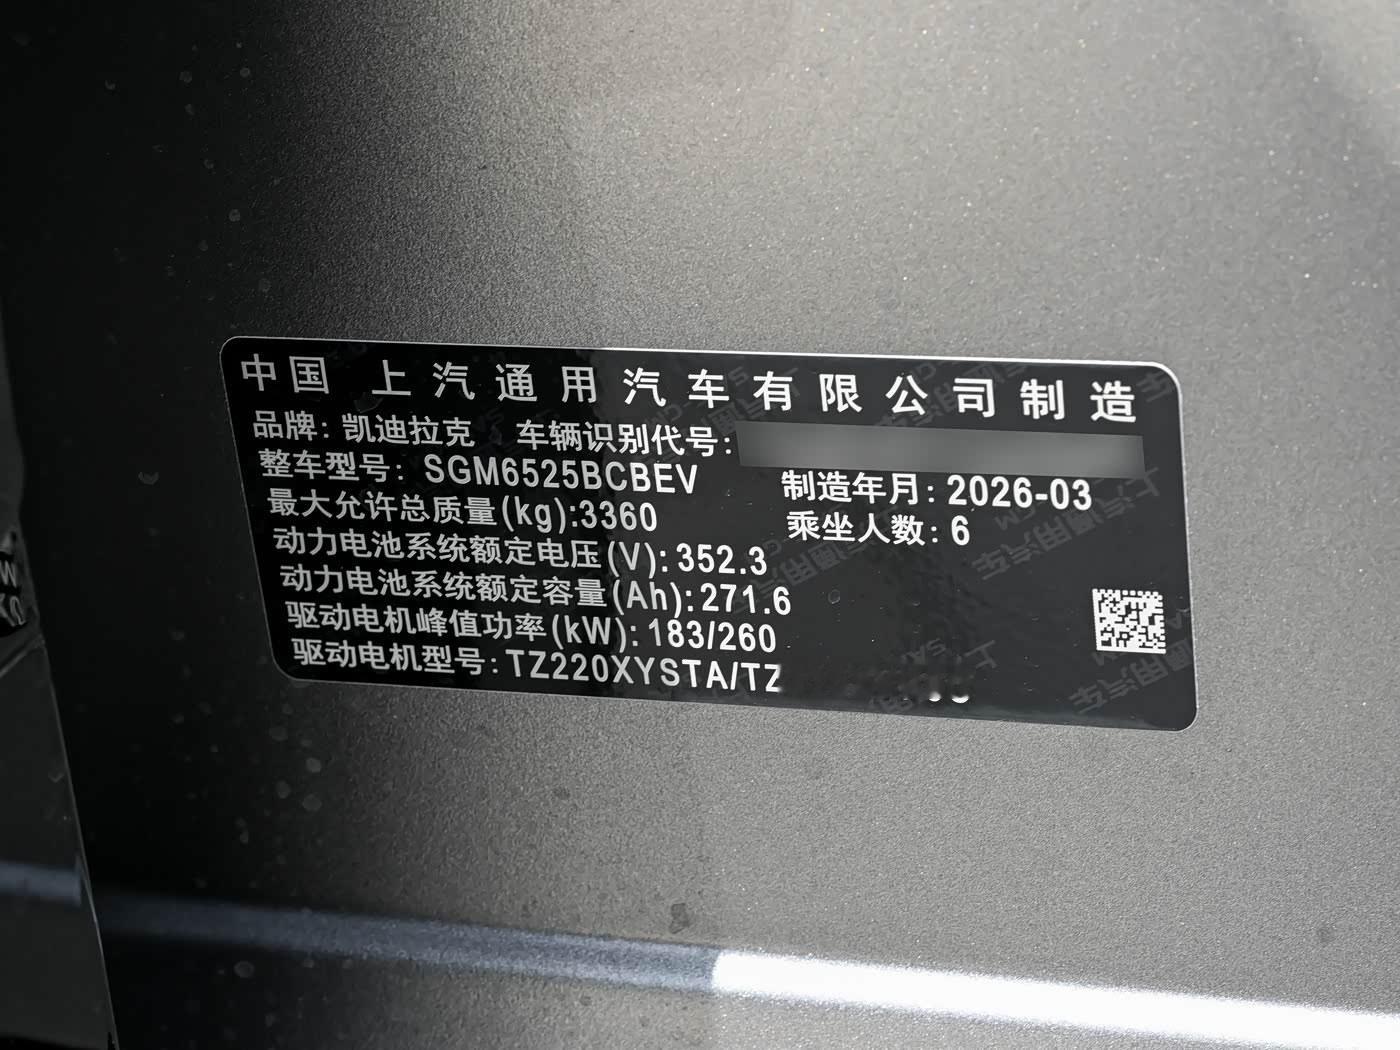 中国 上汽通用汽车有限公司制造
品牌: 凯迪拉克 车辆识别代号:
整车型号: SGM6525BCBEV 制造年月: 2026-03
最大允许总质量(kg):3360 乘坐人数: 6
动力电池系统额定电压(V): 352.3
动力电池系统额定容量(Ah): 271.6
驱动电机峰值功率(kW): 183/260
驱动电机型号: TZ220XYSTA/TZ